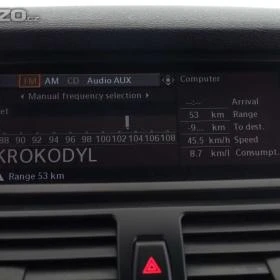 FM AM CD Audio AUX
Computer
Manual frequency selection
--:-- Arrival
53 km Range
-9... km To dest.
45.5 km/h Speed
8.7 km/h Consumpt.
88 90 92 94 96 98 100 102 104 106 108
KROKODYL
Range 53 km